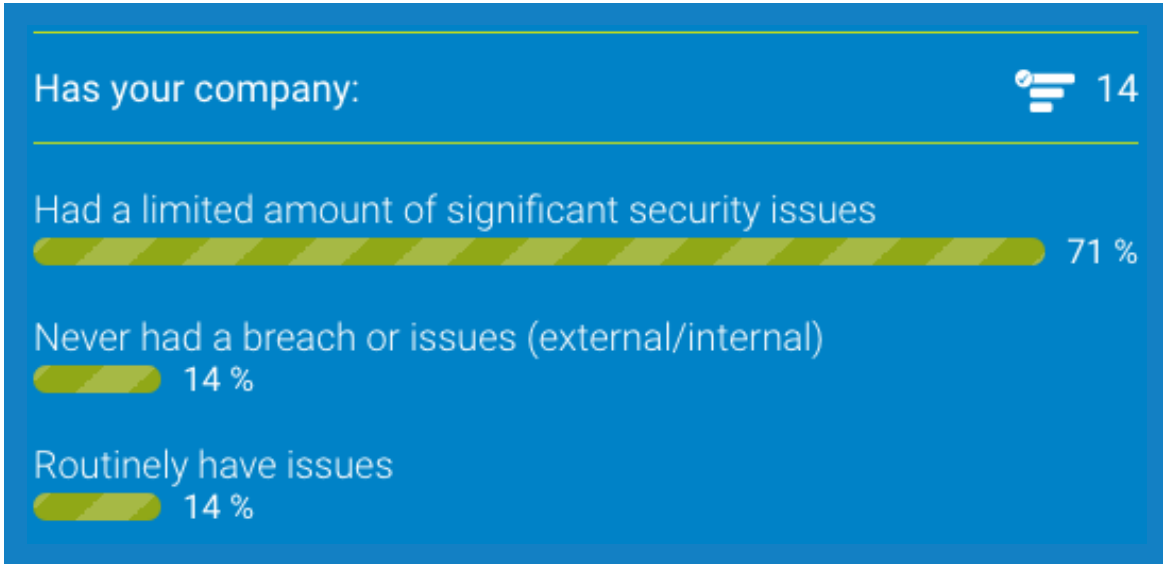 Has your company: 14
Had a limited amount of significant security issues
71 %
Never had a breach or issues (external/internal)
14 %
Routinely have issues
14 %